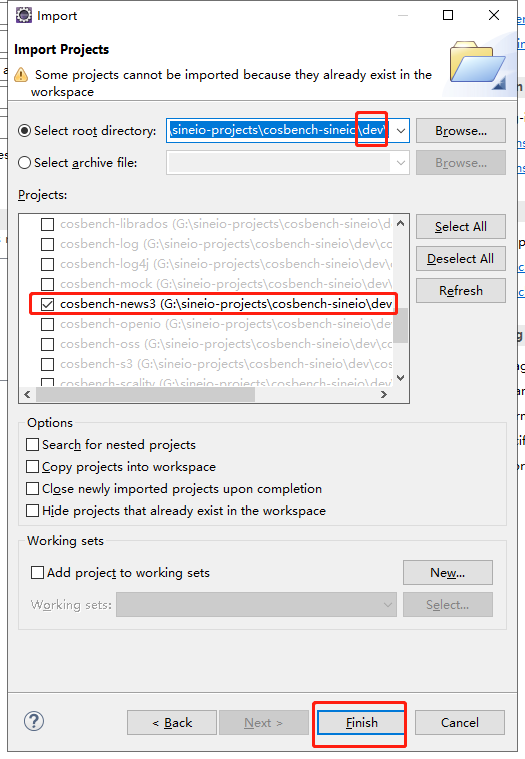 Import
Import Projects
Some projects cannot be imported because they already exist in the
workspace
Select root directory:
\sineio-projects\cosbench-sineio\dev\
Browse...
Select archive file:
Browse...
Projects:
cosbench-librados (G:\sineio-projects\cosbench-sineio\dev
cosbench-log (G:\sineio-projects\cosbench-sineio\dev\co
cosbench-log4j (G:\sineio-projects\cosbench-sineio\dev\
cosbench-mock (G:\sineio-projects\cosbench-sineio\dev\
cosbench-news3 (G:\sineio-projects\cosbench-sineio\dev
cosbench-openio (G:\sineio-projects\cosbench-sineio\dev
cosbench-oss (G:\sineio-projects\cosbench-sineio\dev\co
cosbench-s3 (G:\sineio-projects\cosbench-sineio\dev\cos
cosbench-scality (G:\sineio-projects\cosbench-sineio\dev
Select All
Deselect All
Refresh
Options
Search for nested projects
Copy projects into workspace
Close newly imported projects upon completion
Hide projects that already exist in the workspace
Working sets
Add project to working sets
New...
Working sets:
Select...
?
< Back
Next >
Finish
Cancel